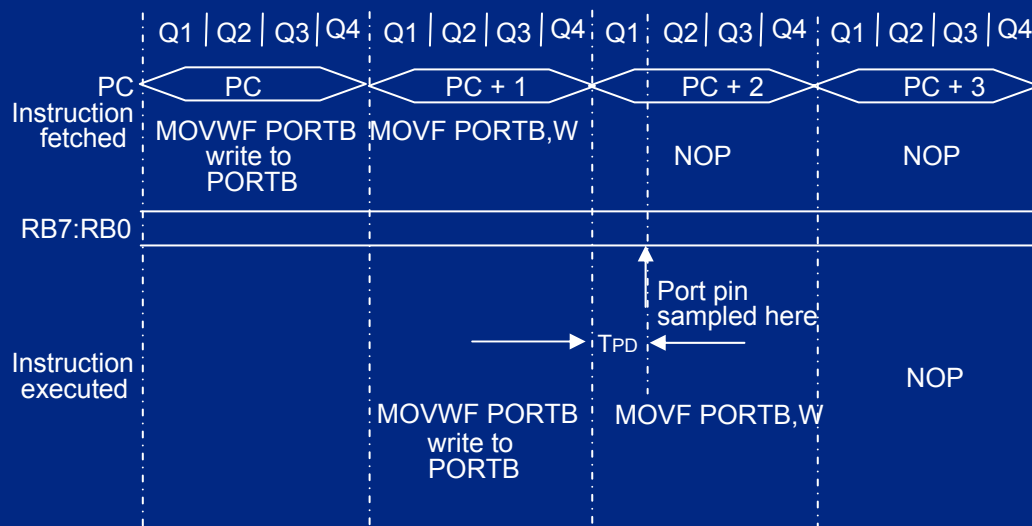 Q1 | Q2 | Q3 | Q4 Q1 | Q2 | Q3 | Q4 Q1 Q2 | Q3 | Q4 Q1 | Q2 | Q3 | Q4
PC PC PC + 1 PC + 2 PC + 3
Instruction
fetched
MOVWF PORTB
write to
PORTB
MOVF PORTB,W
NOP
NOP
RB7:RB0
Port pin
sampled here
TPD
Instruction
executed
MOVWF PORTB
write to
PORTB
MOVF PORTB,W
NOP